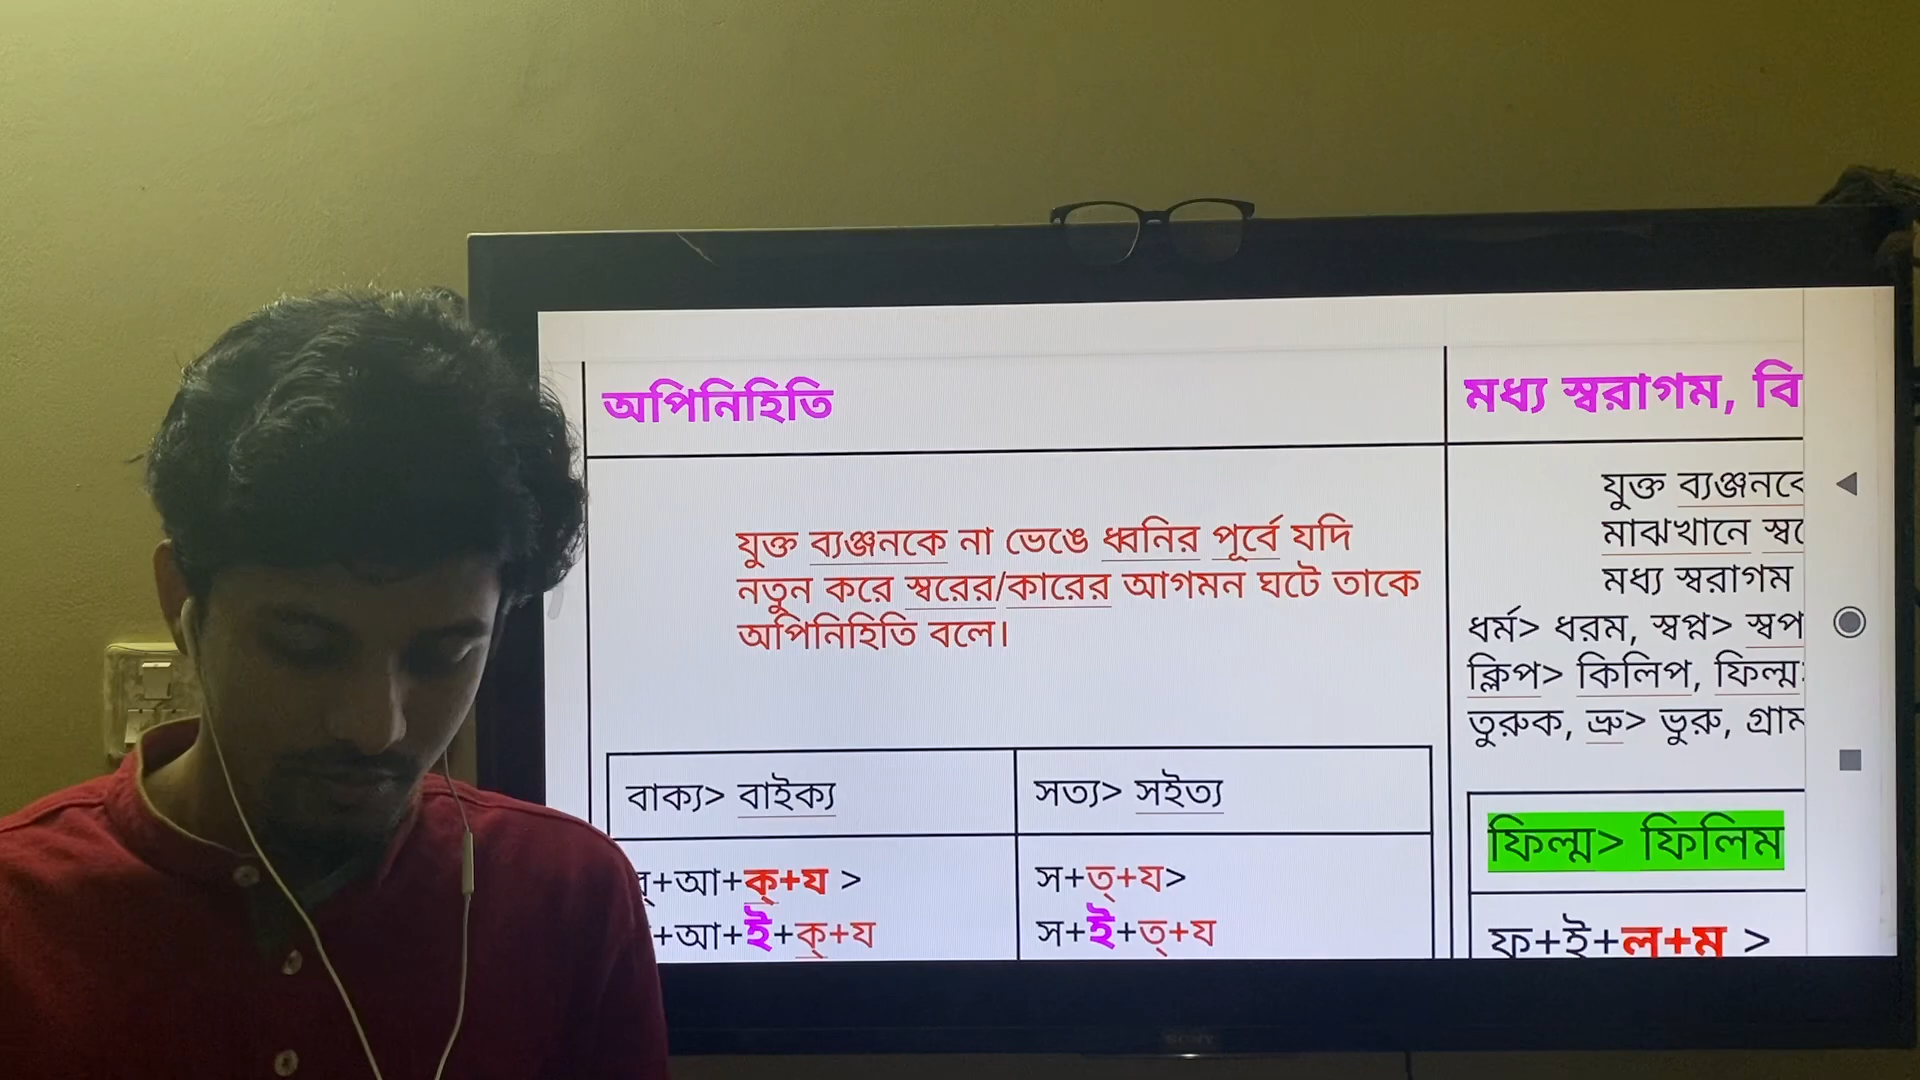 অপিনিহিতি
যুক্ত ব্যঞ্জনকে না ভেঙে ধ্বনির পূর্বে যদি
নতুন করে স্বরের/কারের আগমন ঘটে তাকে
অপিনিহিতি বলে।
বাক্য> বাইক্য
সত্য> সইত্য
+আ+ক্+য >
+আ+ই+ক্+য
স+ত্+য>
স+ই+ত্+য
মধ্য স্বরাগম, বি
যুক্ত ব্যঞ্জনকে
মাঝখানে
মধ্য স্বরাগম
ধর্ম> ধরম, স্বপ্ন> স্বপ
ক্লিপ> কিলিপ, ফিল্ম
তুরুক, ভ্রু> ভুরু, গ্রাম
ফিল্ম> ফিলিম
ফ+ই+ল+ম >
SONY